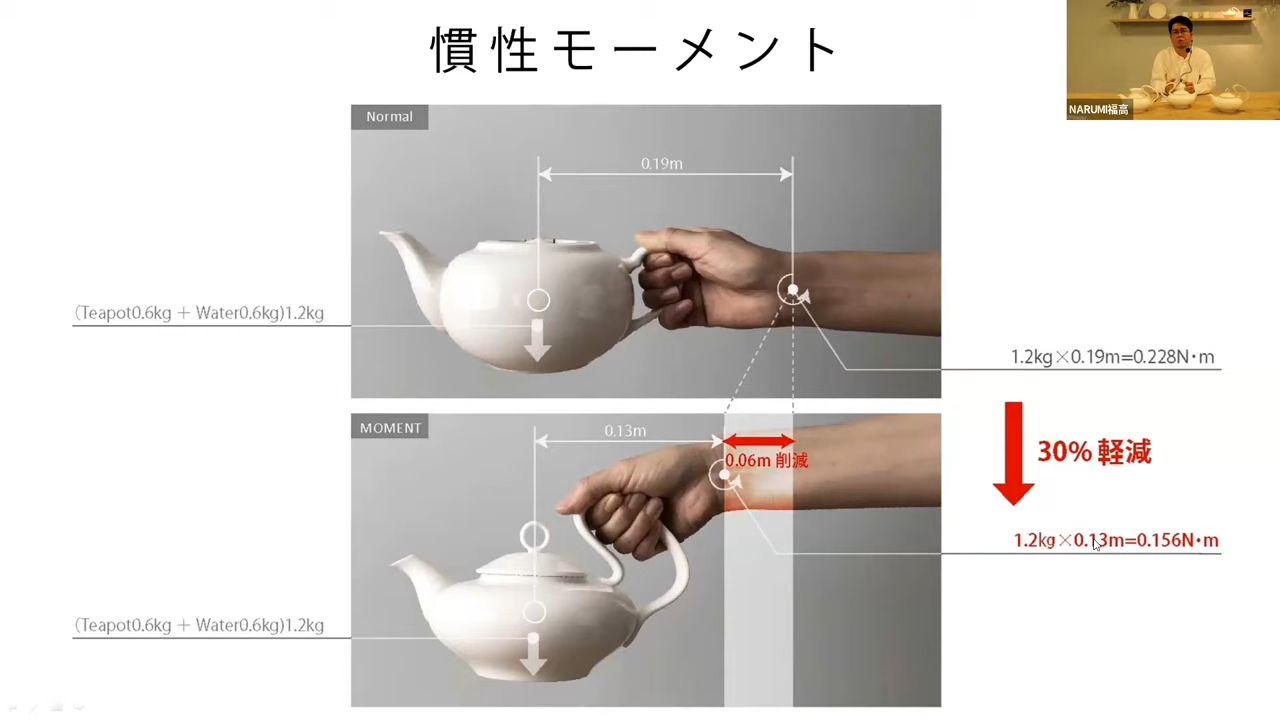 慣性モーメント
NARUMI福高
Normal
0.19m
(Teapot0.6kg + Water0.6kg)1.2kg
1.2kg×0.19m=0.228N・m
MOMENT
0.13m
0.06m 削減
30% 軽減
1.2kg×0.13m=0.156N・m
(Teapot0.6kg + Water0.6kg)1.2kg